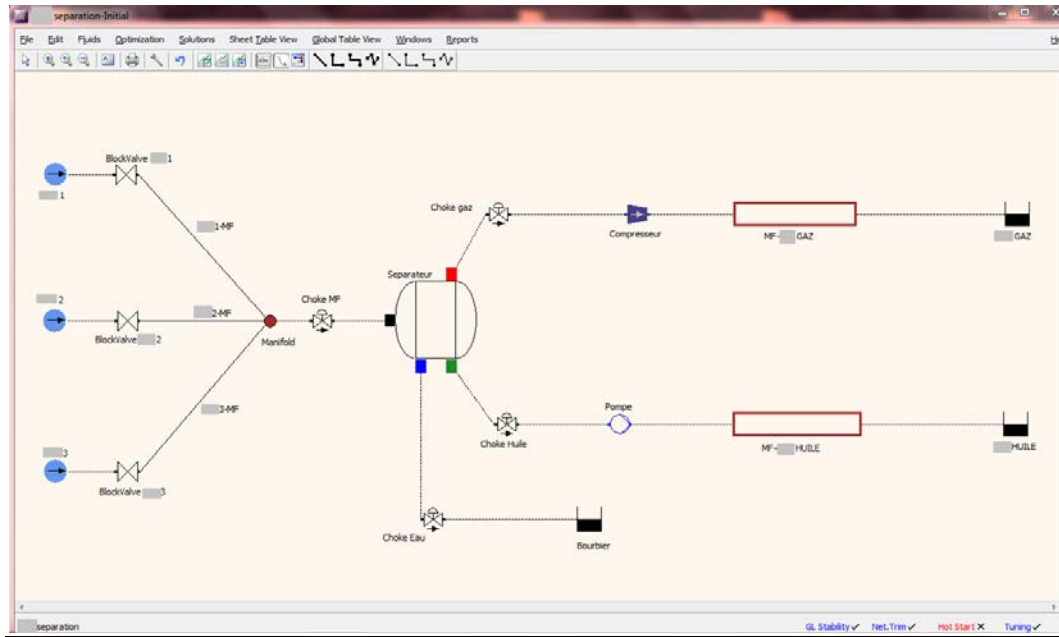 separation-Initial
File Edit Fluids Optimization Solutions Sheet Table View Global Table View Windows Reports
BlockValve 1
1
1-MF
2
2-MF
BlockValve 2
3
3-MF
BlockValve 3
Manifold
Choke MF
Separateur
Choke gaz
Compresseur
MF- GAZ
GAZ
Choke Huile
Pompe
MF- HUILE
HUILE
Choke Eau
Bourbier
separation
GL Stability ✓ Net.Trim ✓ Hot Start X Tuning ✓